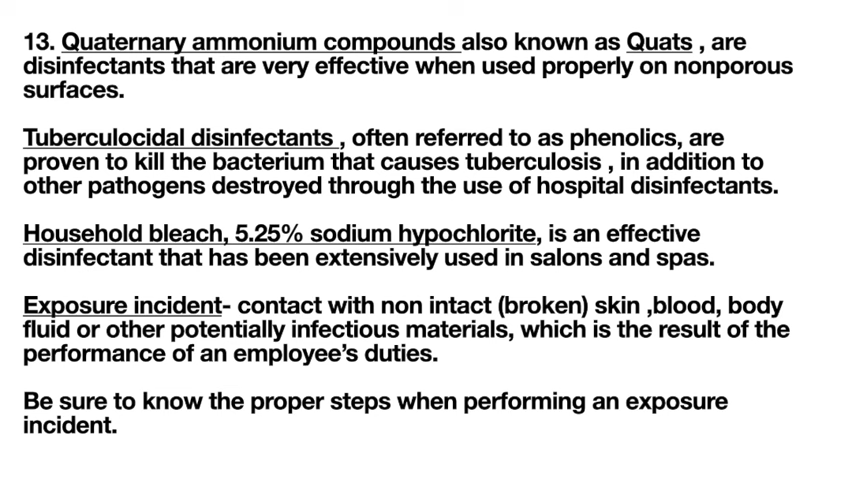 13. Quaternary ammonium compounds also known as Quats , are
disinfectants that are very effective when used properly on nonporous
surfaces.
Tuberculocidal disinfectants , often referred to as phenolics, are
proven to kill the bacterium that causes tuberculosis , in addition to
other pathogens destroyed through the use of hospital disinfectants.
Household bleach, 5.25% sodium hypochlorite, is an effective
disinfectant that has been extensively used in salons and spas.
Exposure incident- contact with non intact (broken) skin ,blood, body
fluid or other potentially infectious materials, which is the result of the
performance of an employee’s duties.
Be sure to know the proper steps when performing an exposure
incident.